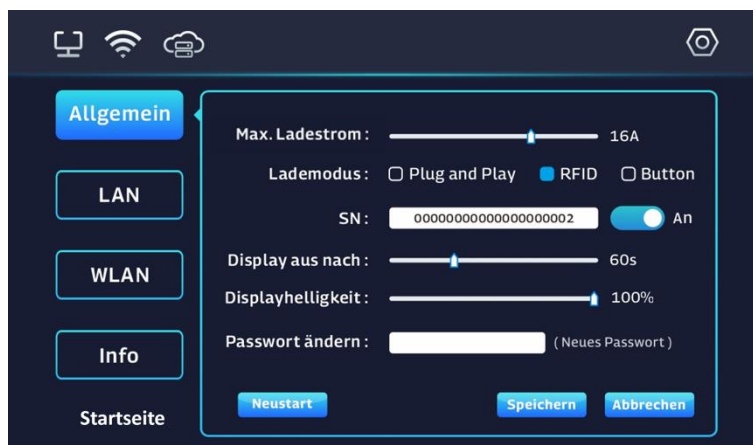 Allgemein
LAN
WLAN
Info
Startseite
Max. Ladestrom : 16A
Lademodus : Plug and Play RFID Button
SN : 00000000000000000002 An
Display aus nach : 60s
Displayhelligkeit : 100%
Passwort ändern : ( Neues Passwort )
Neustart Speichern Abbrechen